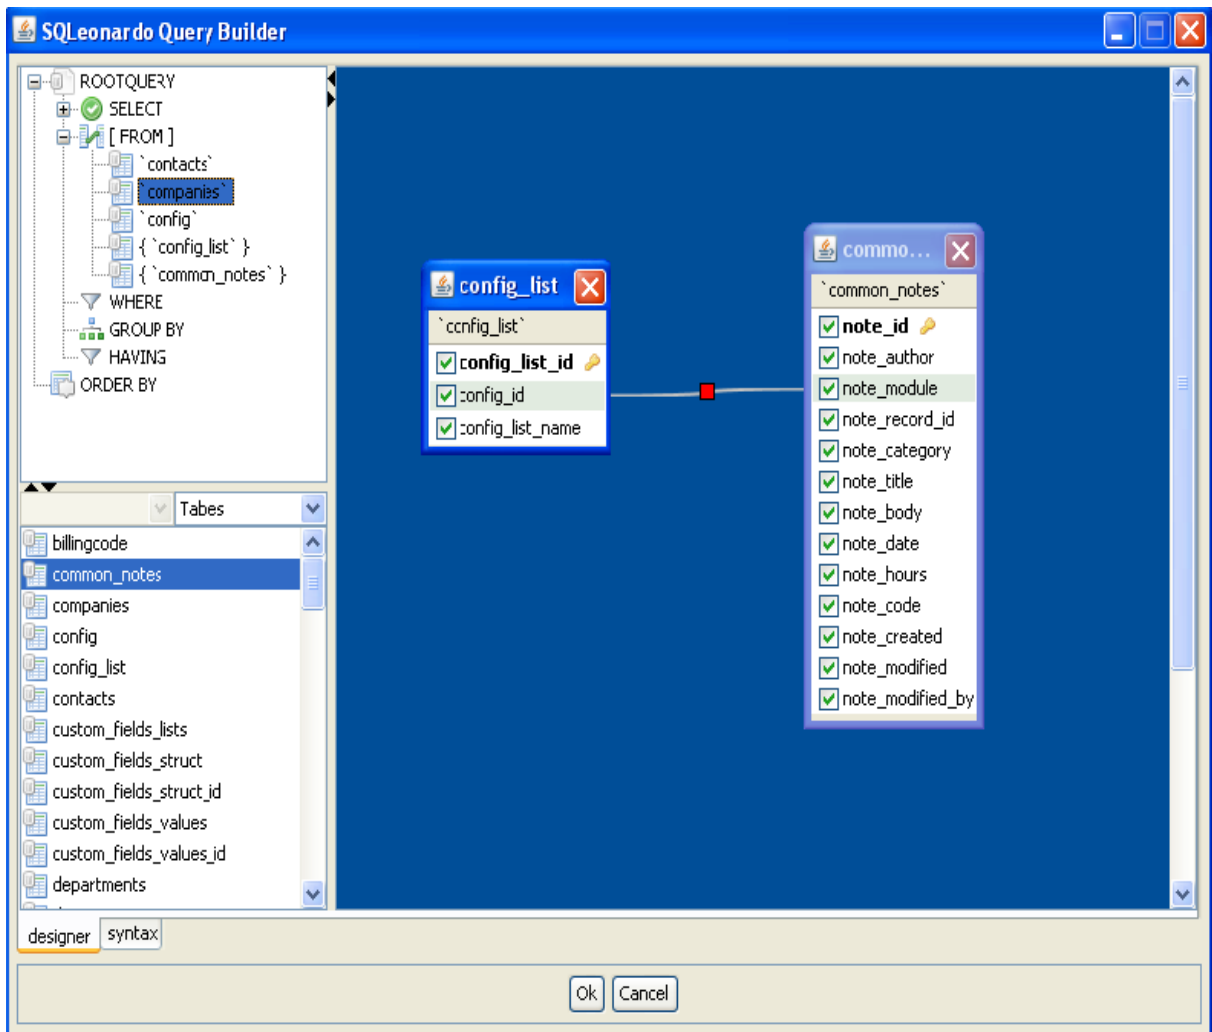 SQLeonardo Query Builder
ROOTQUERY
SELECT
[ FROM ]
`contacts`
`companies`
`config`
{ `config_list` }
{ `common_notes` }
WHERE
GROUP BY
HAVING
ORDER BY
Tabes
billingcode
common_notes
companies
config
config_list
contacts
custom_fields_lists
custom_fields_struct
custom_fields_struct_id
custom_fields_values
custom_fields_values_id
departments
config_list
`config_list`
config_list_id
config_id
config_list_name
commo...
`common_notes`
note_id
note_author
note_module
note_record_id
note_category
note_title
note_body
note_date
note_hours
note_code
note_created
note_modified
note_modified_by
designer
syntax
Ok
Cancel